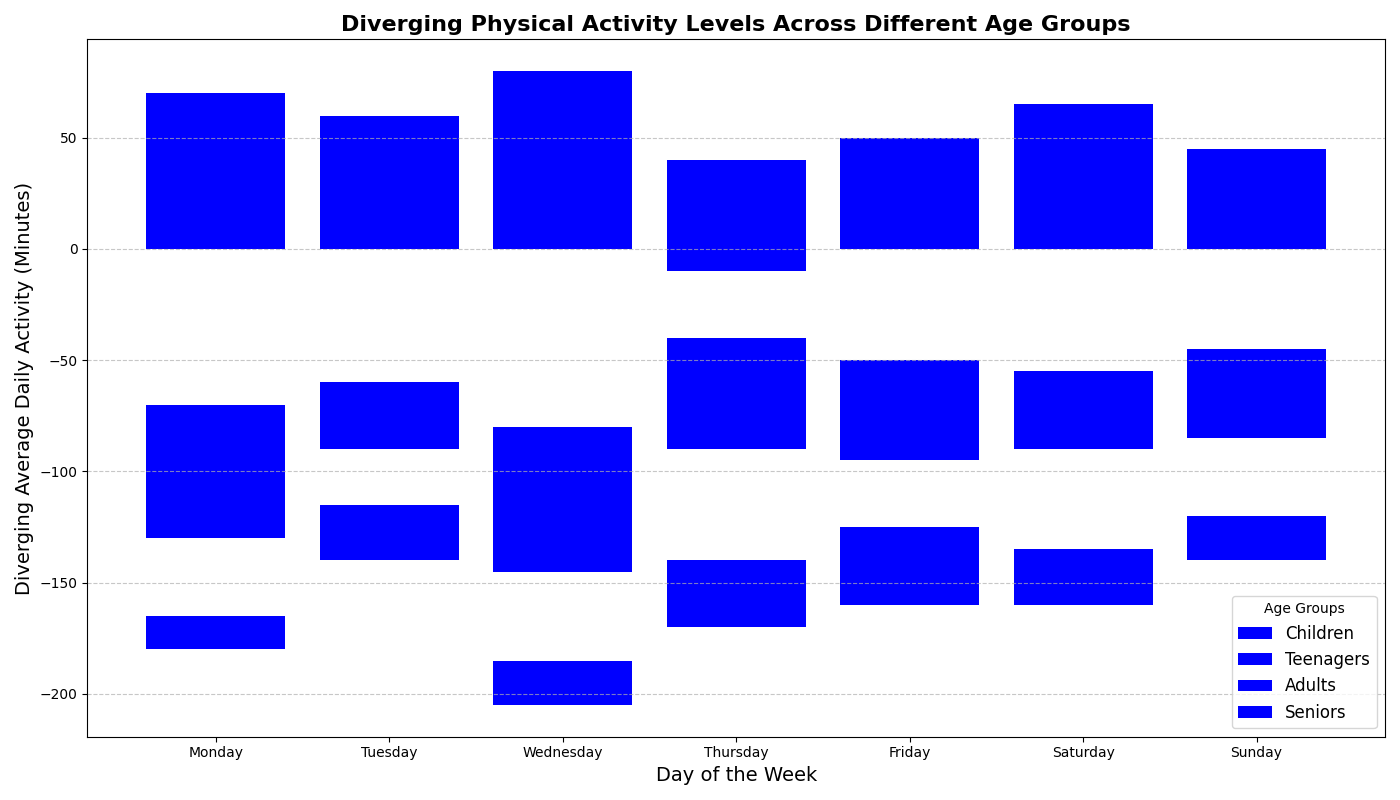 Diverging Physical Activity Levels Across Different Age Groups
Diverging Average Daily Activity (Minutes)
50
0
−50
−100
−150
−200
Age Groups
Children
Teenagers
Adults
Seniors
Monday Tuesday Wednesday Thursday Friday Saturday Sunday
Day of the Week